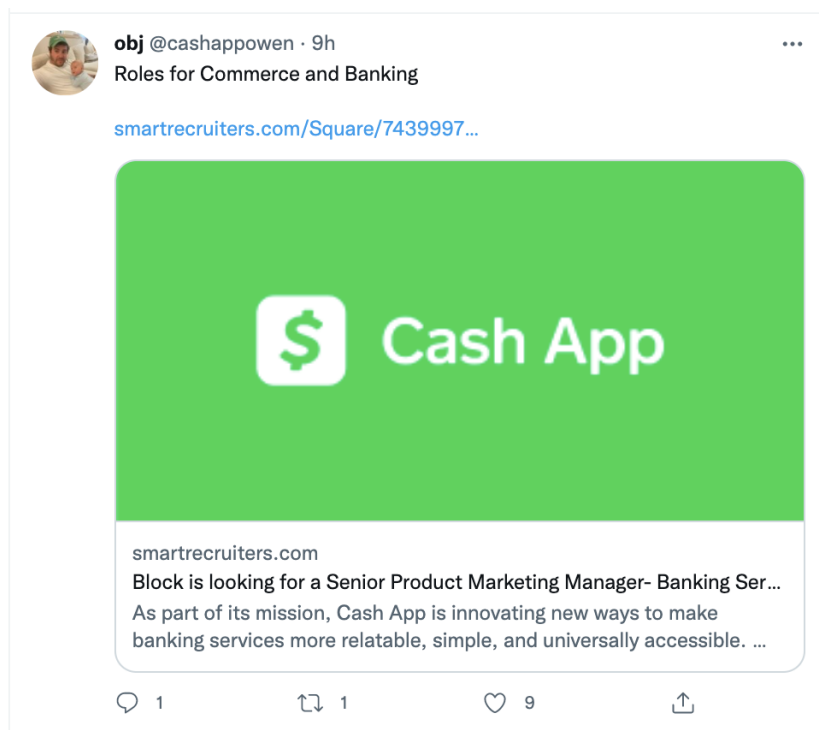 obj @cashappowen · 9h
Roles for Commerce and Banking
smartrecruiters.com/Square/7439997...
$ Cash App
smartrecruiters.com
Block is looking for a Senior Product Marketing Manager- Banking Ser...
As part of its mission, Cash App is innovating new ways to make
banking services more relatable, simple, and universally accessible. ...
1 1 9